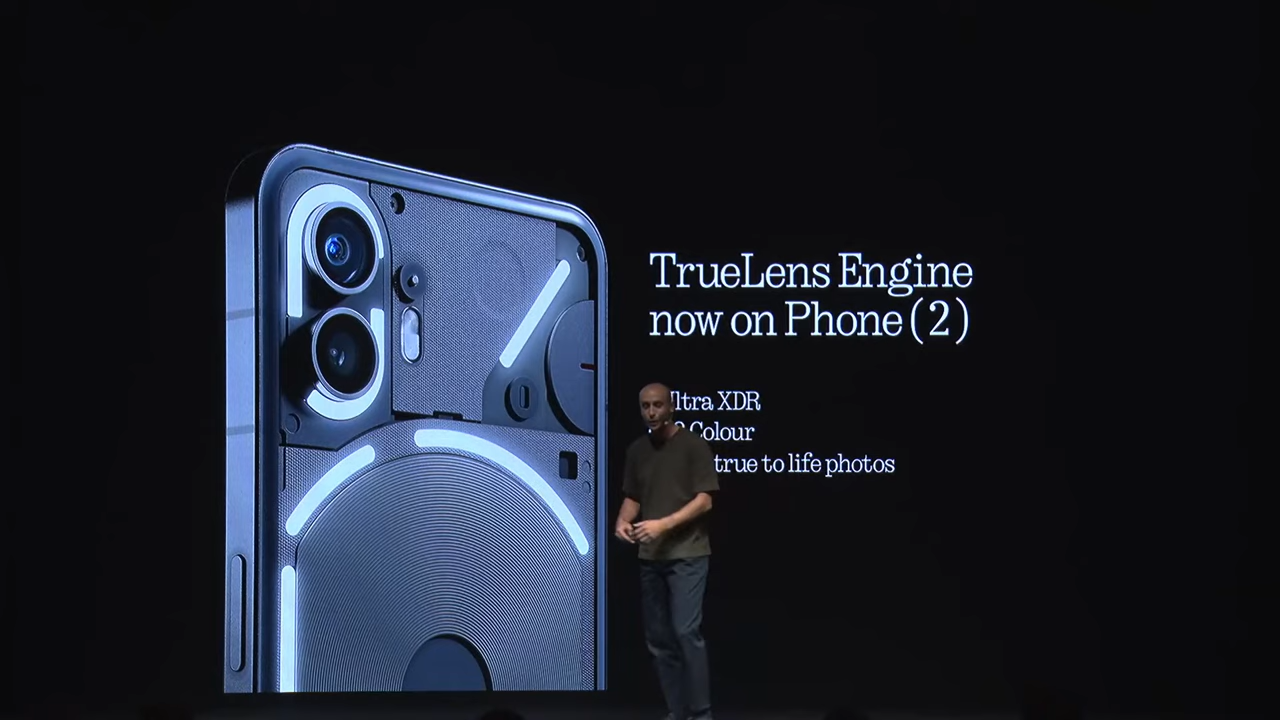 TrueLens Engine
now on Phone (2)
Ultra XDR
Colour
true to life photos